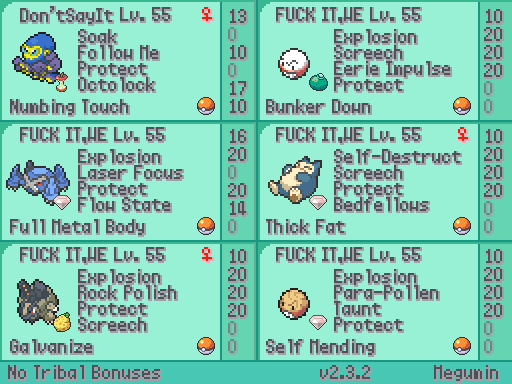 Don'tSayIt Lv. 55 ♀
Soak
Follow Me
Protect
Octolock
Numbing Touch
13
0
10
0
17
10
FUCK IT,WE Lv. 55
Explosion
Screech
Eerie Impulse
Protect
Bunker Down
10
20
20
20
0
0
FUCK IT,WE Lv. 55
Explosion
Laser Focus
Protect
Flow State
Full Metal Body
16
20
0
20
14
0
FUCK IT,WE Lv. 55 ♀
Self-Destruct
Screech
Protect
Bedfellows
Thick Fat
10
20
20
20
0
0
FUCK IT,WE Lv. 55 ♀
Explosion
Rock Polish
Protect
Screech
Galvanize
10
20
20
20
0
0
FUCK IT,WE Lv. 55
Explosion
Para-Pollen
Taunt
Protect
Self Mending
10
20
20
20
0
0
No Tribal Bonuses
v2.3.2
Megumin